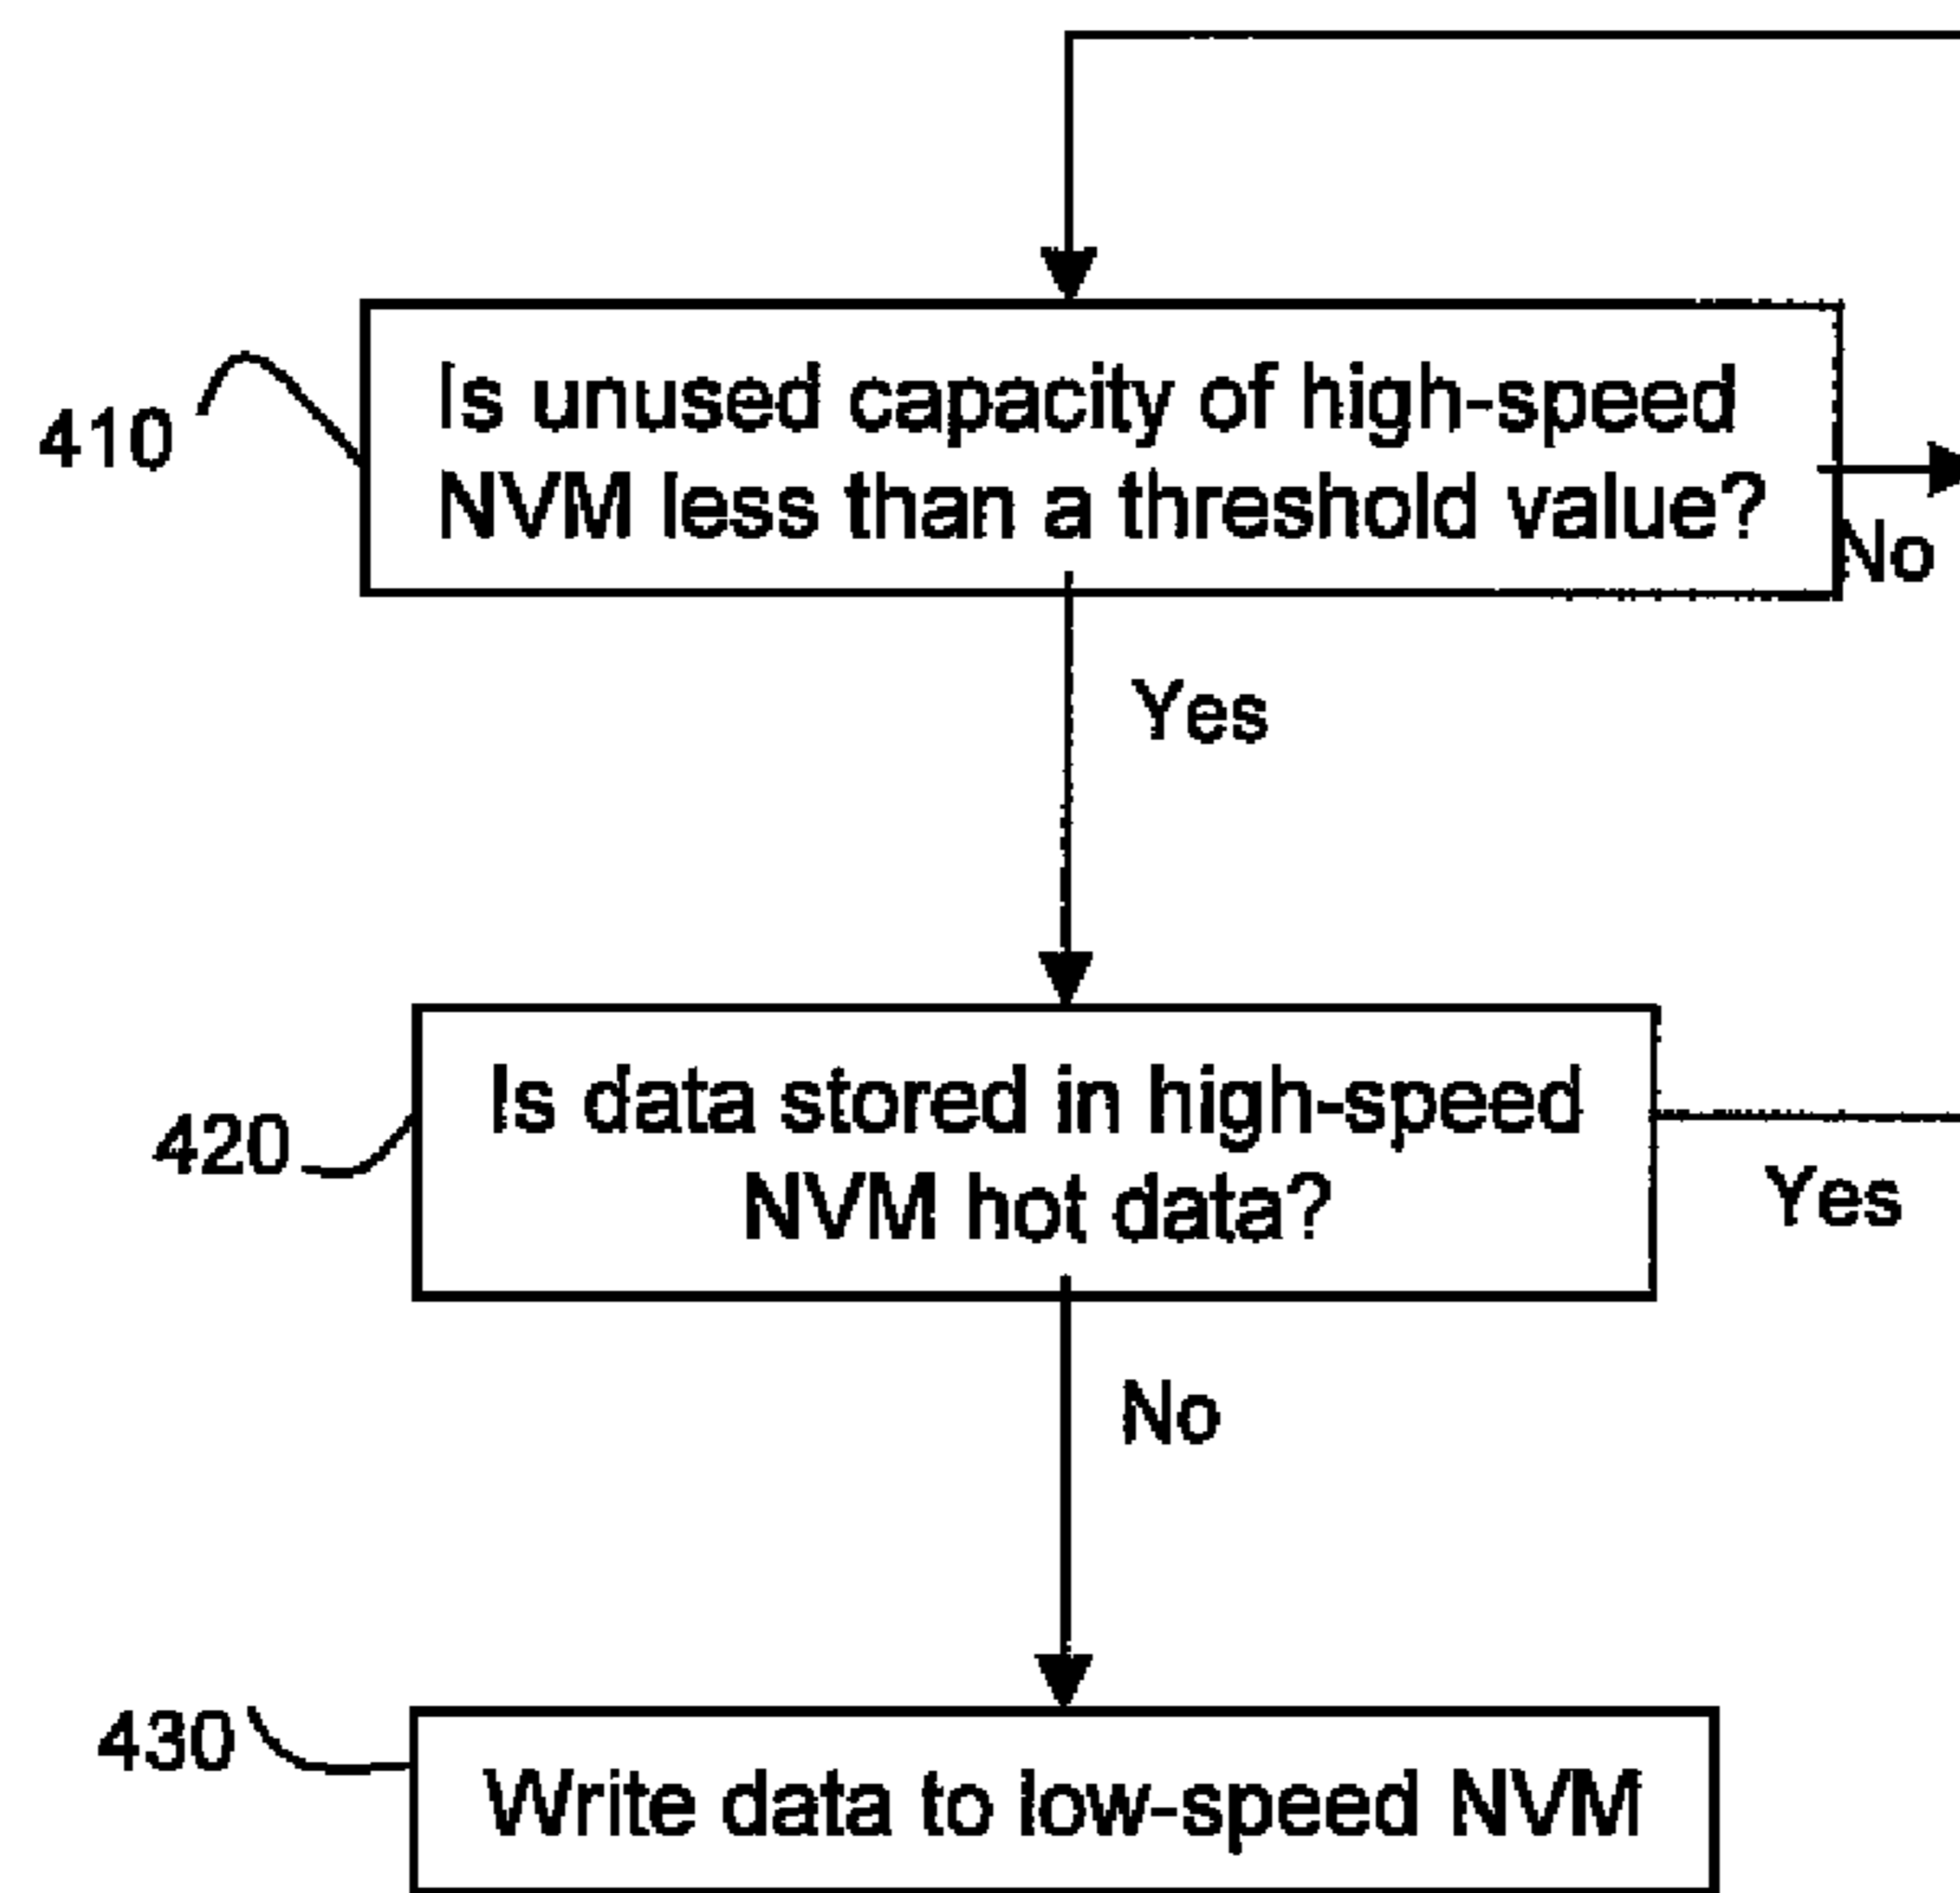 410
Is unused capacity of high-speed
NVM less than a threshold value?
No
Yes
420
Is data stored in high-speed
NVM hot data?
Yes
No
430
Write data to low-speed NVM